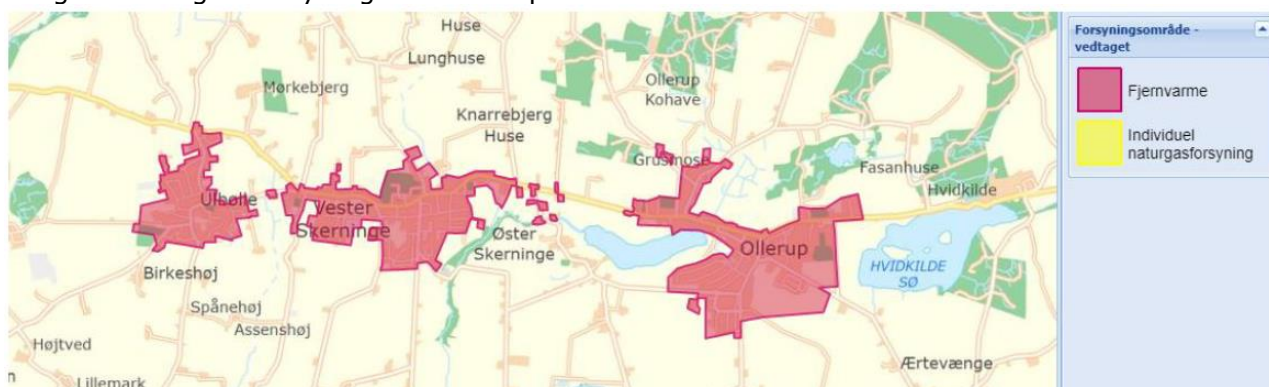 Huse
Lunghuse
Mørkebjerg
Ollerup
Kohave
Knarrebjerg
Huse
Grusmose
Fasanhuse
Hvidkilde
Ulbølle
Vester
Skerninge
Øster
Skerninge
Ollerup
HVIDKILDE
SØ
Birkeshøj
Spånehøj
Assenshøj
Højtved
Ærtevænge
Lillemark
Forsyningsområde -
vedtaget
Fjernvarme
Individuel
naturgasforsyning